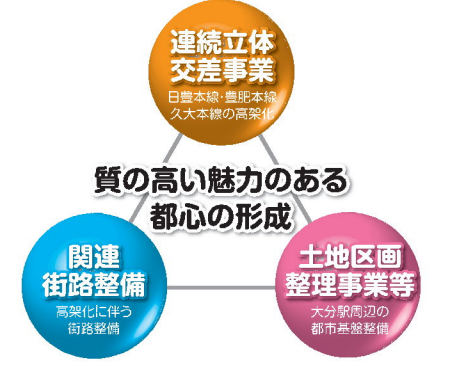 連続立体
交差事業
日豊本線・豊肥本線
久大本線の高架化
質の高い魅力のある
都心の形成
関連
街路整備
高架化に伴う
街路整備
土地区画
整理事業等
大分駅周辺の
都市基盤整備